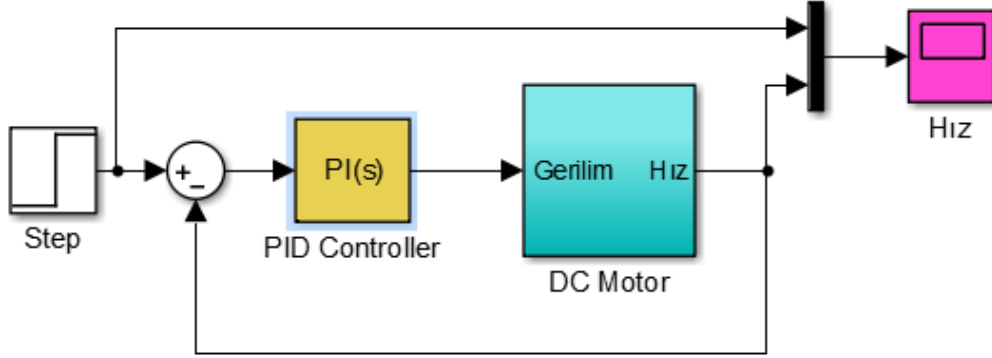 Step
+
−
PI(s)
PID Controller
Gerilim Hız
DC Motor
Hız